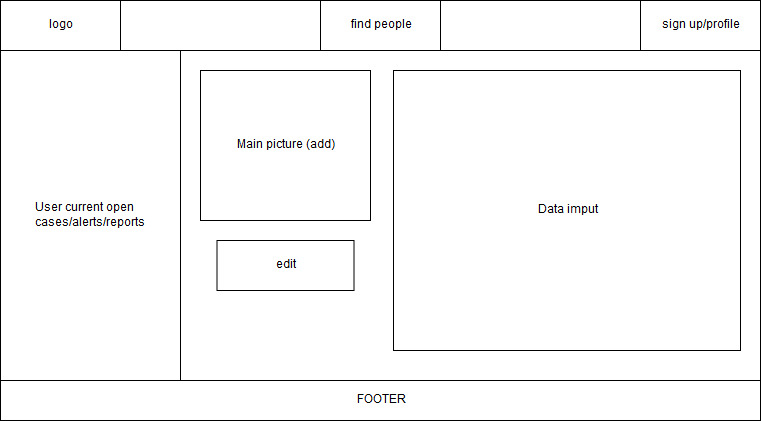 logo
find people
sign up/profile
Main picture (add)
User current open
cases/alerts/reports
Data imput
edit
FOOTER